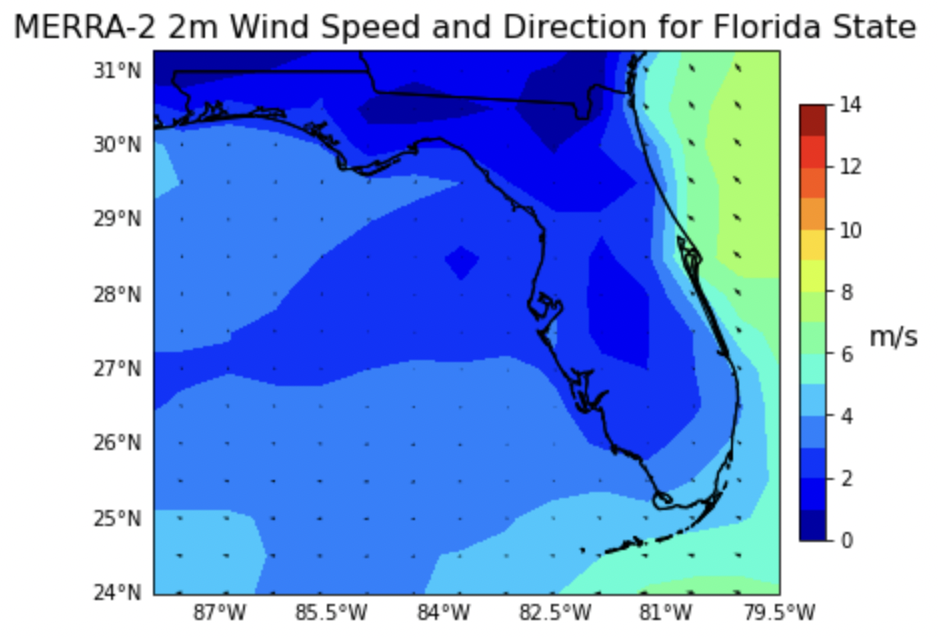 MERRA-2 2m Wind Speed and Direction for Florida State
31°N
30°N
29°N
28°N
27°N
26°N
25°N
24°N
87°W 85.5°W 84°W 82.5°W 81°W 79.5°W
14
12
10
8
6
4
2
0
m/s